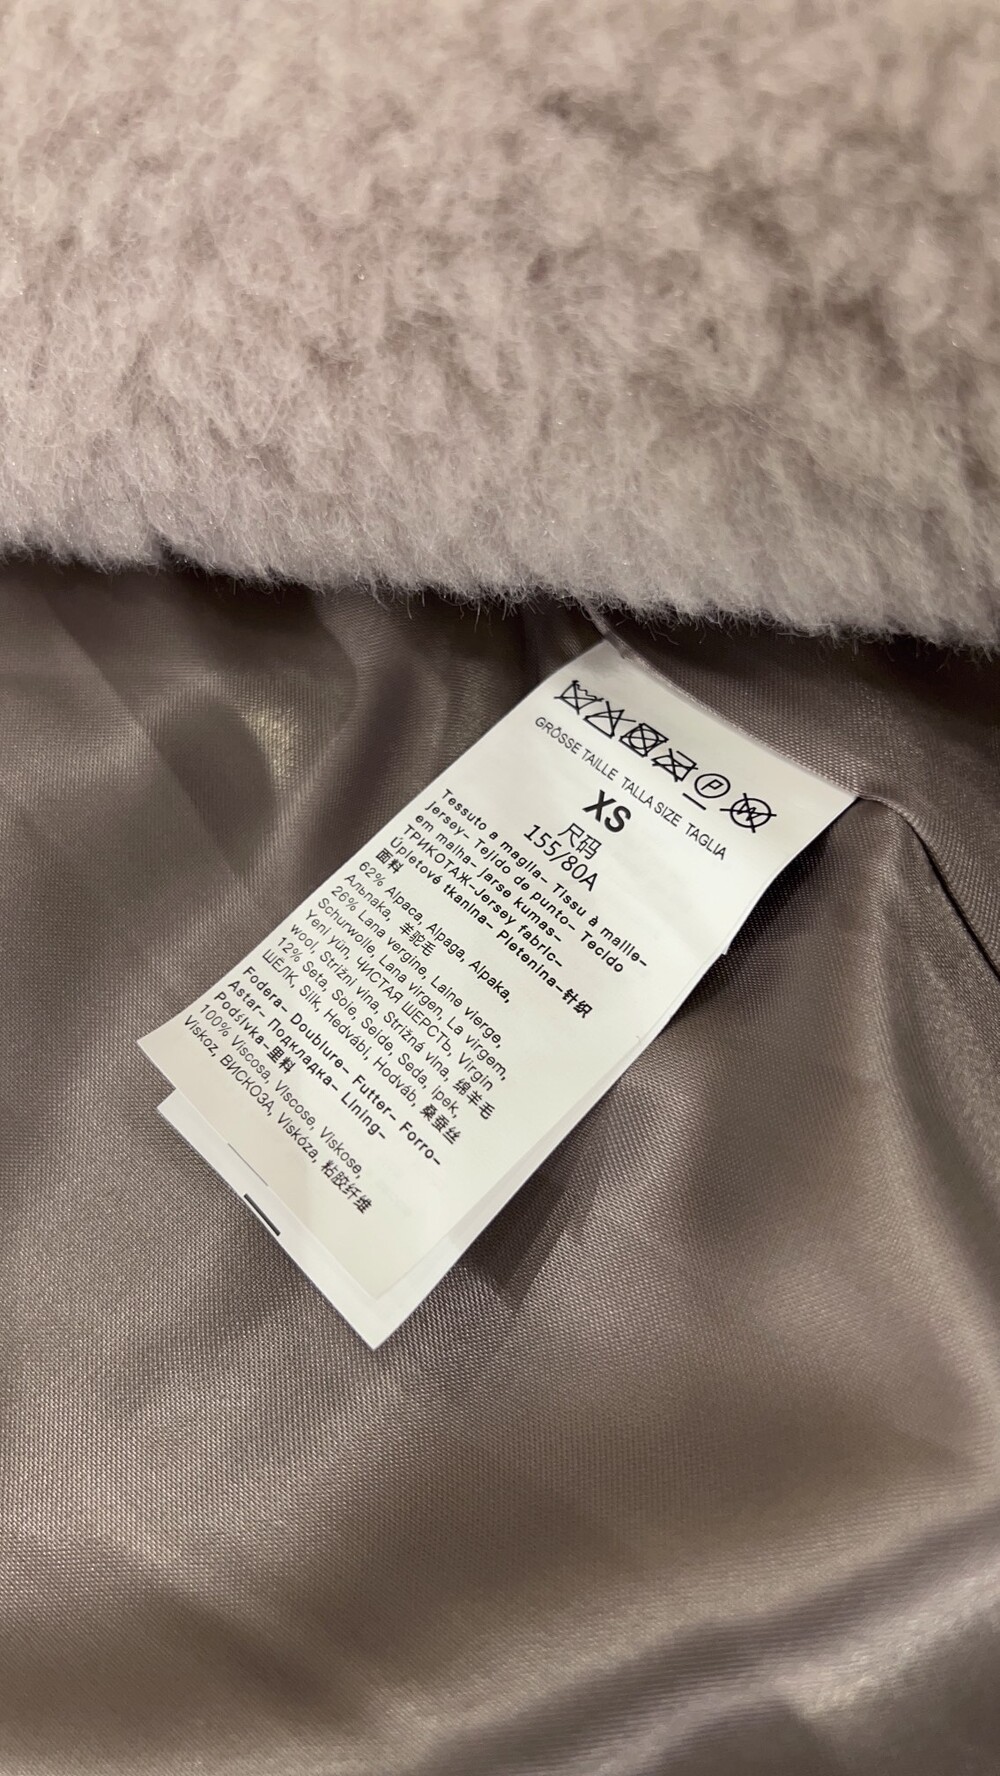 P
W
GRÖSSE TAILLE TALLA SIZE TAGLIA
XS
尺码
155/80A
Tessuto a maglia– Tissu à maille–
Jersey– Tejido de punto– Tecido
em malha– jarse kumas–
ТРИКОТАЖ–Jersey fabric–
Úpletové tkanina– Pletenina–针织
面料
62% Alpaca, Alpaga, Alpaka,
Альпака, 羊驼毛
26% Lana vergine, Laine vierge,
Schurwolle, Lana virgen, La virgem,
Yeni yün, ЧИСТАЯ ШЕРСТЬ, Virgin
wool, Strižní vlna, Strižná vlna, 绵羊毛
12% Seta, Soie, Seide, Seda, ipek,
ШЁЛК, Silk, Hedvábí, Hodváb, 桑蚕丝
Fodera– Doublure– Futter– Forro–
Astar– Подкладка– Lining–
Podšívka–里料
100% Viscosa, Viscose, Viskose,
Viskoz, ВИСКОЗА, Viskóza, 粘胶纤维